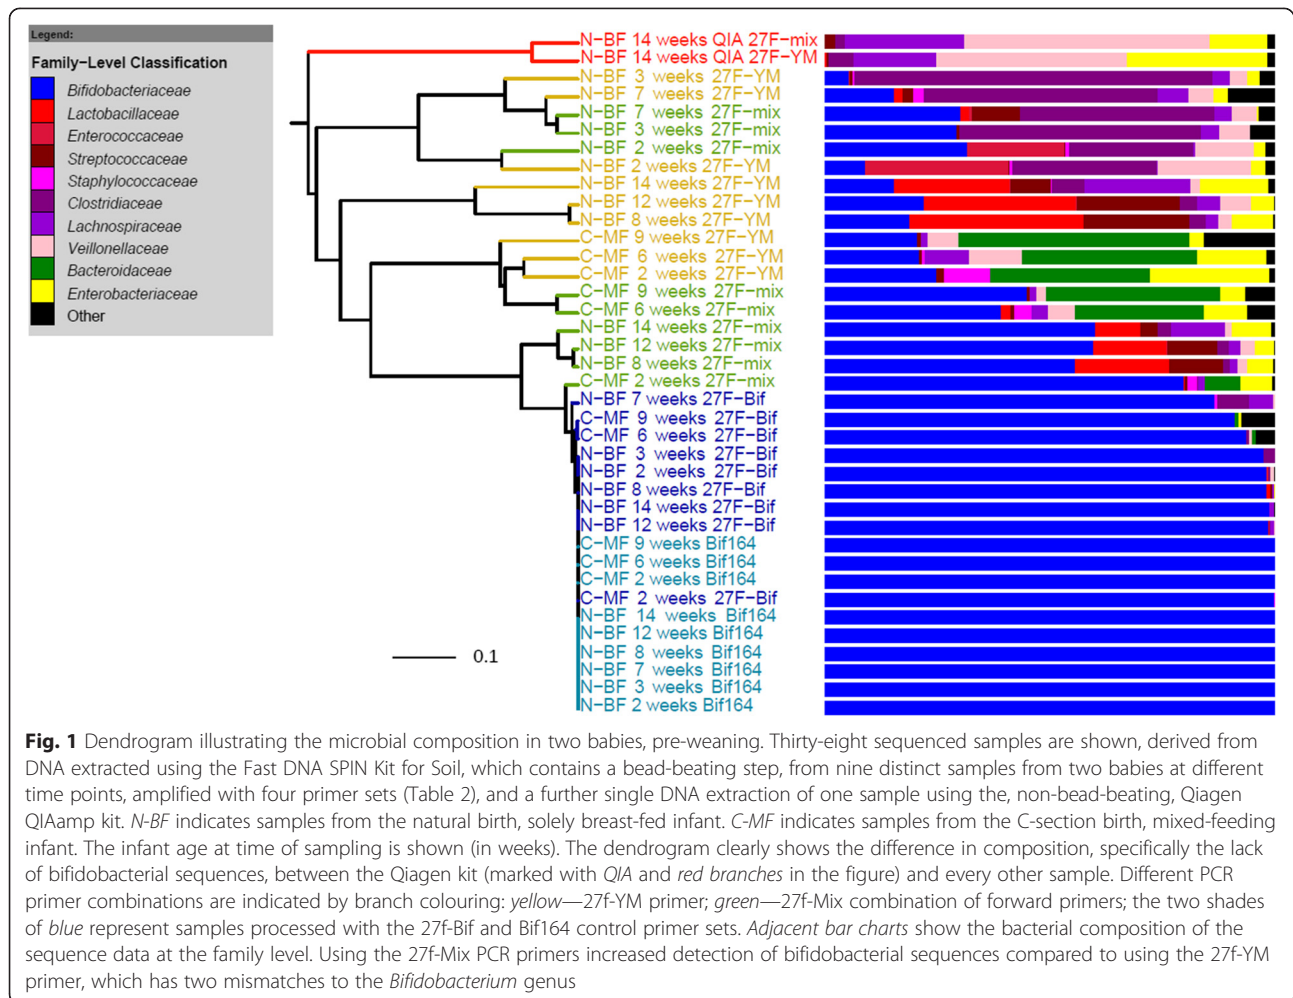 Legend:
Family−Level Classification
Bifidobacteriaceae
Lactobacillaceae
Enterococcaceae
Streptococcaceae
Staphylococcaceae
Clostridiaceae
Lachnospiraceae
Veillonellaceae
Bacteroidaceae
Enterobacteriaceae
Other
N−BF 14 weeks QIA 27F−mix
N−BF 14 weeks QIA 27F−YM
N−BF 3 weeks 27F−YM
N−BF 7 weeks 27F−YM
N−BF 7 weeks 27F−mix
N−BF 3 weeks 27F−mix
N−BF 2 weeks 27F−mix
N−BF 2 weeks 27F−YM
N−BF 14 weeks 27F−YM
N−BF 12 weeks 27F−YM
N−BF 8 weeks 27F−YM
C−MF 9 weeks 27F−YM
C−MF 6 weeks 27F−YM
C−MF 2 weeks 27F−YM
C−MF 9 weeks 27F−mix
C−MF 6 weeks 27F−mix
N−BF 14 weeks 27F−mix
N−BF 12 weeks 27F−mix
N−BF 8 weeks 27F−mix
C−MF 2 weeks 27F−mix
N−BF 7 weeks 27F−Bif
C−MF 9 weeks 27F−Bif
C−MF 6 weeks 27F−Bif
N−BF 3 weeks 27F−Bif
N−BF 2 weeks 27F−Bif
N−BF 8 weeks 27F−Bif
N−BF 14 weeks 27F−Bif
N−BF 12 weeks 27F−Bif
C−MF 9 weeks Bif164
C−MF 6 weeks Bif164
C−MF 2 weeks Bif164
C−MF 2 weeks 27F−Bif
N−BF 14 weeks Bif164
N−BF 12 weeks Bif164
N−BF 8 weeks Bif164
N−BF 7 weeks Bif164
N−BF 3 weeks Bif164
N−BF 2 weeks Bif164
0.1
Fig. 1 Dendrogram illustrating the microbial composition in two babies, pre-weaning. Thirty-eight sequenced samples are shown, derived from
DNA extracted using the Fast DNA SPIN Kit for Soil, which contains a bead-beating step, from nine distinct samples from two babies at different
time points, amplified with four primer sets (Table 2), and a further single DNA extraction of one sample using the, non-bead-beating, Qiagen
QIAamp kit. N-BF indicates samples from the natural birth, solely breast-fed infant. C-MF indicates samples from the C-section birth, mixed-feeding
infant. The infant age at time of sampling is shown (in weeks). The dendrogram clearly shows the difference in composition, specifically the lack
of bifidobacterial sequences, between the Qiagen kit (marked with QIA and red branches in the figure) and every other sample. Different PCR
primer combinations are indicated by branch colouring: yellow—27f-YM primer; green—27f-Mix combination of forward primers; the two shades
of blue represent samples processed with the 27f-Bif and Bif164 control primer sets. Adjacent bar charts show the bacterial composition of the
sequence data at the family level. Using the 27f-Mix PCR primers increased detection of bifidobacterial sequences compared to using the 27f-YM
primer, which has two mismatches to the Bifidobacterium genus